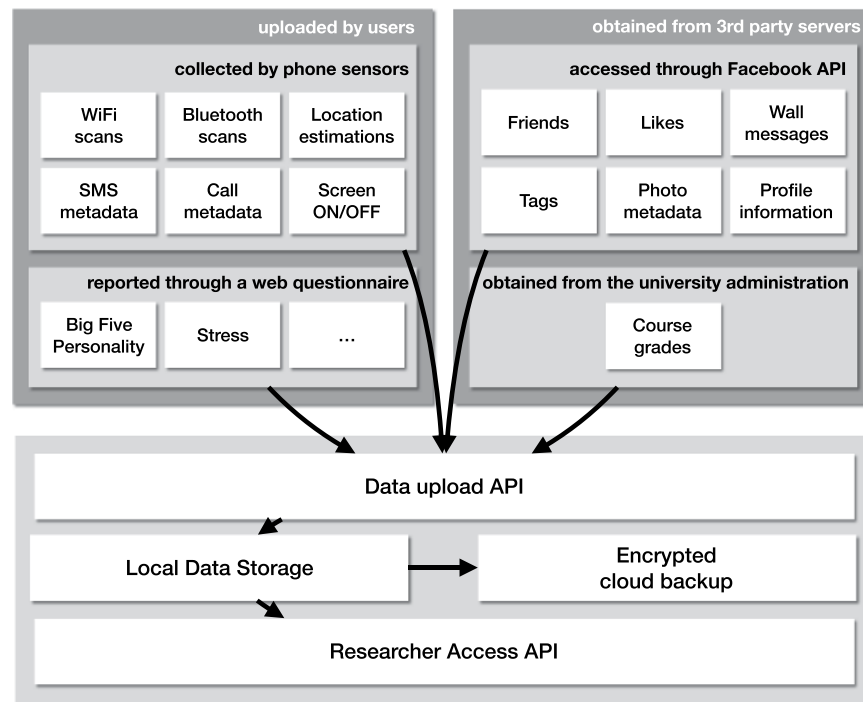 uploaded by users
collected by phone sensors
WiFi
scans
Bluetooth
scans
Location
estimations
SMS
metadata
Call
metadata
Screen
ON/OFF
reported through a web questionnaire
Big Five
Personality
Stress
...
obtained from 3rd party servers
accessed through Facebook API
Friends
Likes
Wall
messages
Tags
Photo
metadata
Profile
information
obtained from the university administration
Course
grades
Data upload API
Local Data Storage
Encrypted
cloud backup
Researcher Access API